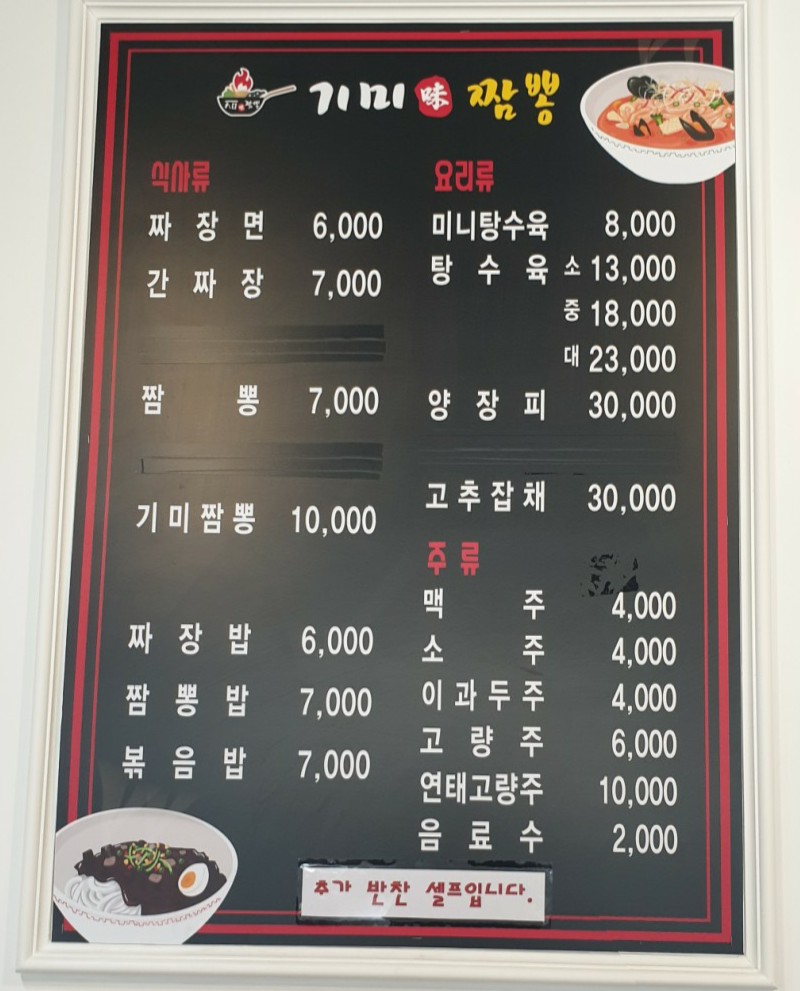 기미 味 짬뽕
식사류
짜장면 6,000
간짜장 7,000
짬뽕 7,000
기미짬뽕 10,000
짜장밥 6,000
짬뽕밥 7,000
볶음밥 7,000
요리류
미니탕수육 8,000
탕수육 소 13,000
중 18,000
대 23,000
양장피 30,000
고추잡채 30,000
주류
맥주 4,000
소주 4,000
이과두주 4,000
고량주 6,000
연태고량주 10,000
음료수 2,000
추가 반찬 셀프입니다.